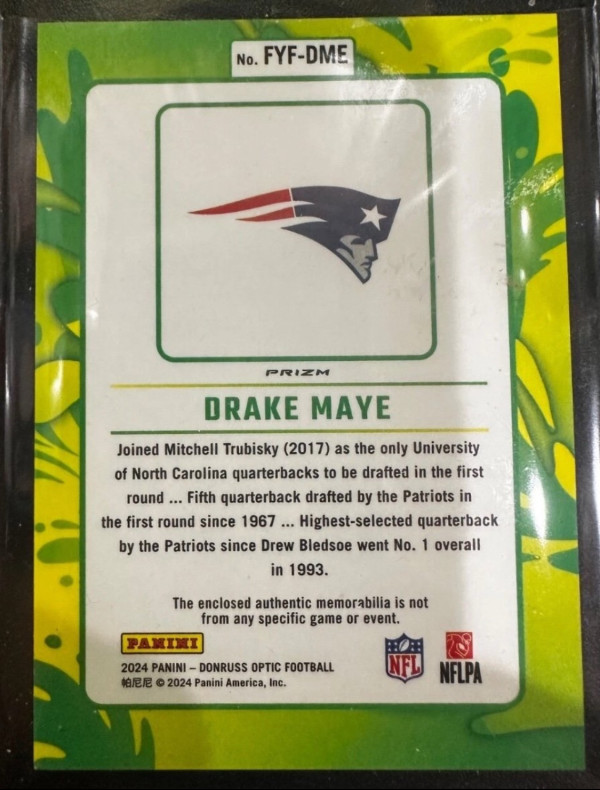 No. FYF-DME
PRIZM
DRAKE MAYE
Joined Mitchell Trubisky (2017) as the only University
of North Carolina quarterbacks to be drafted in the first
round ... Fifth quarterback drafted by the Patriots in
the first round since 1967 ... Highest-selected quarterback
by the Patriots since Drew Bledsoe went No. 1 overall
in 1993.
The enclosed authentic memorabilia is not
from any specific game or event.
PANINI
2024 PANINI – DONRUSS OPTIC FOOTBALL
帕尼尼 © 2024 Panini America, Inc.
NFL
NFLPA